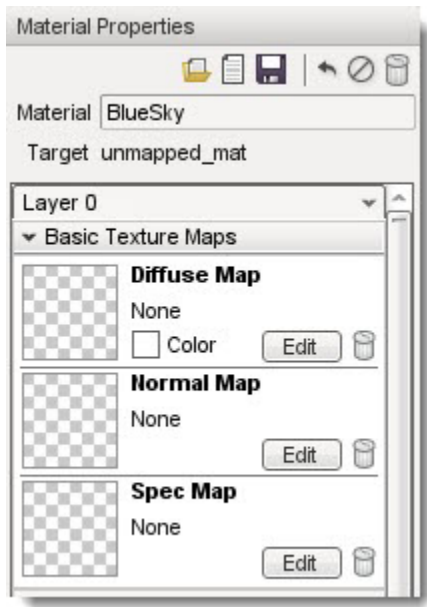 Material Properties
Material BlueSky
Target unmapped_mat
Layer 0
Basic Texture Maps
Diffuse Map
None
Color Edit
Normal Map
None
Edit
Spec Map
None
Edit